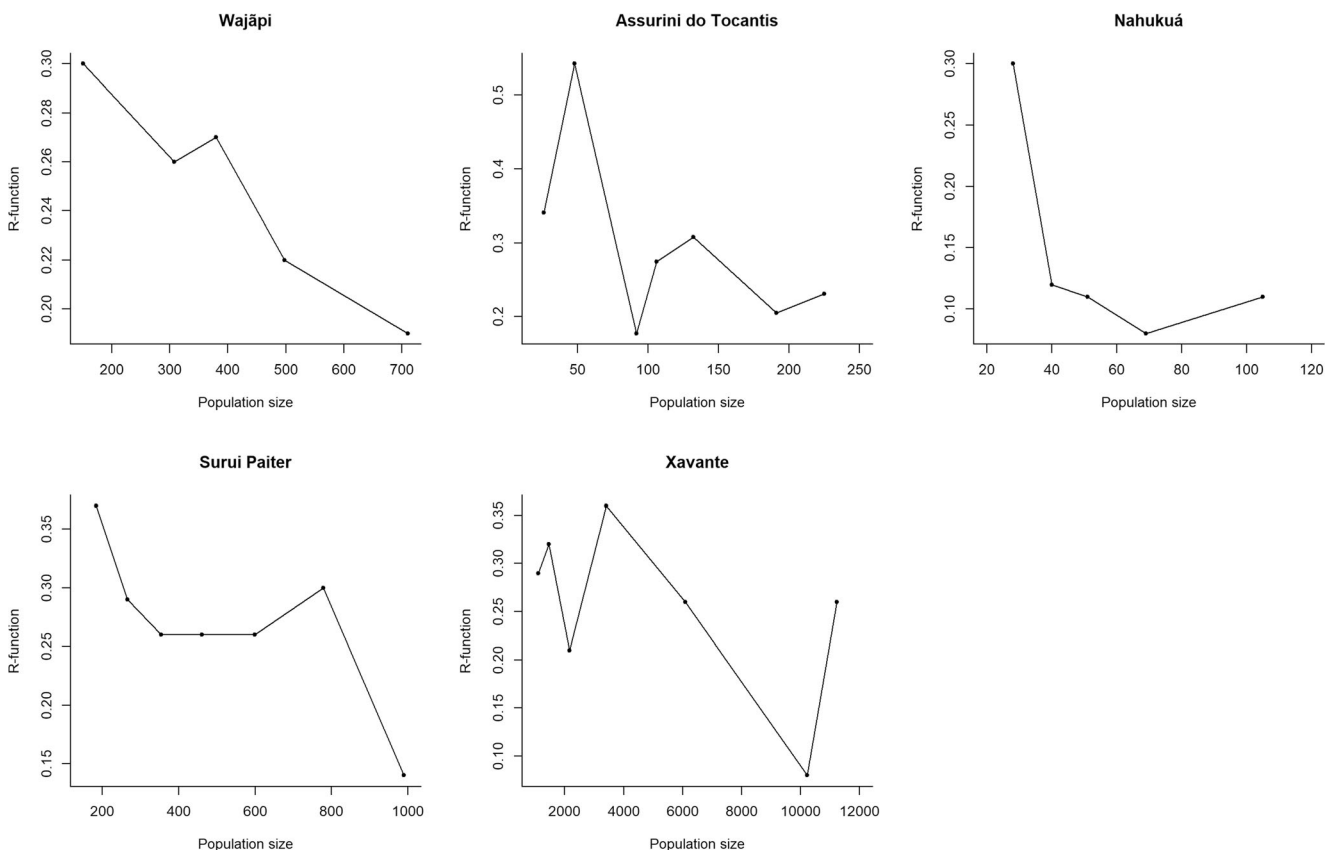 Wajãpi
0.30
0.28
0.26
0.24
0.22
0.20
R-function
200 300 400 500 600 700
Population size
Assurini do Tocantis
0.5
0.4
0.3
0.2
R-function
50 100 150 200 250
Population size
Nahukuá
0.30
0.25
0.20
0.15
0.10
R-function
20 40 60 80 100 120
Population size
Surui Paiter
0.35
0.30
0.25
0.20
0.15
R-function
200 400 600 800 1000
Population size
Xavante
0.35
0.30
0.25
0.20
0.15
0.10
R-function
2000 4000 6000 8000 10000 12000
Population size